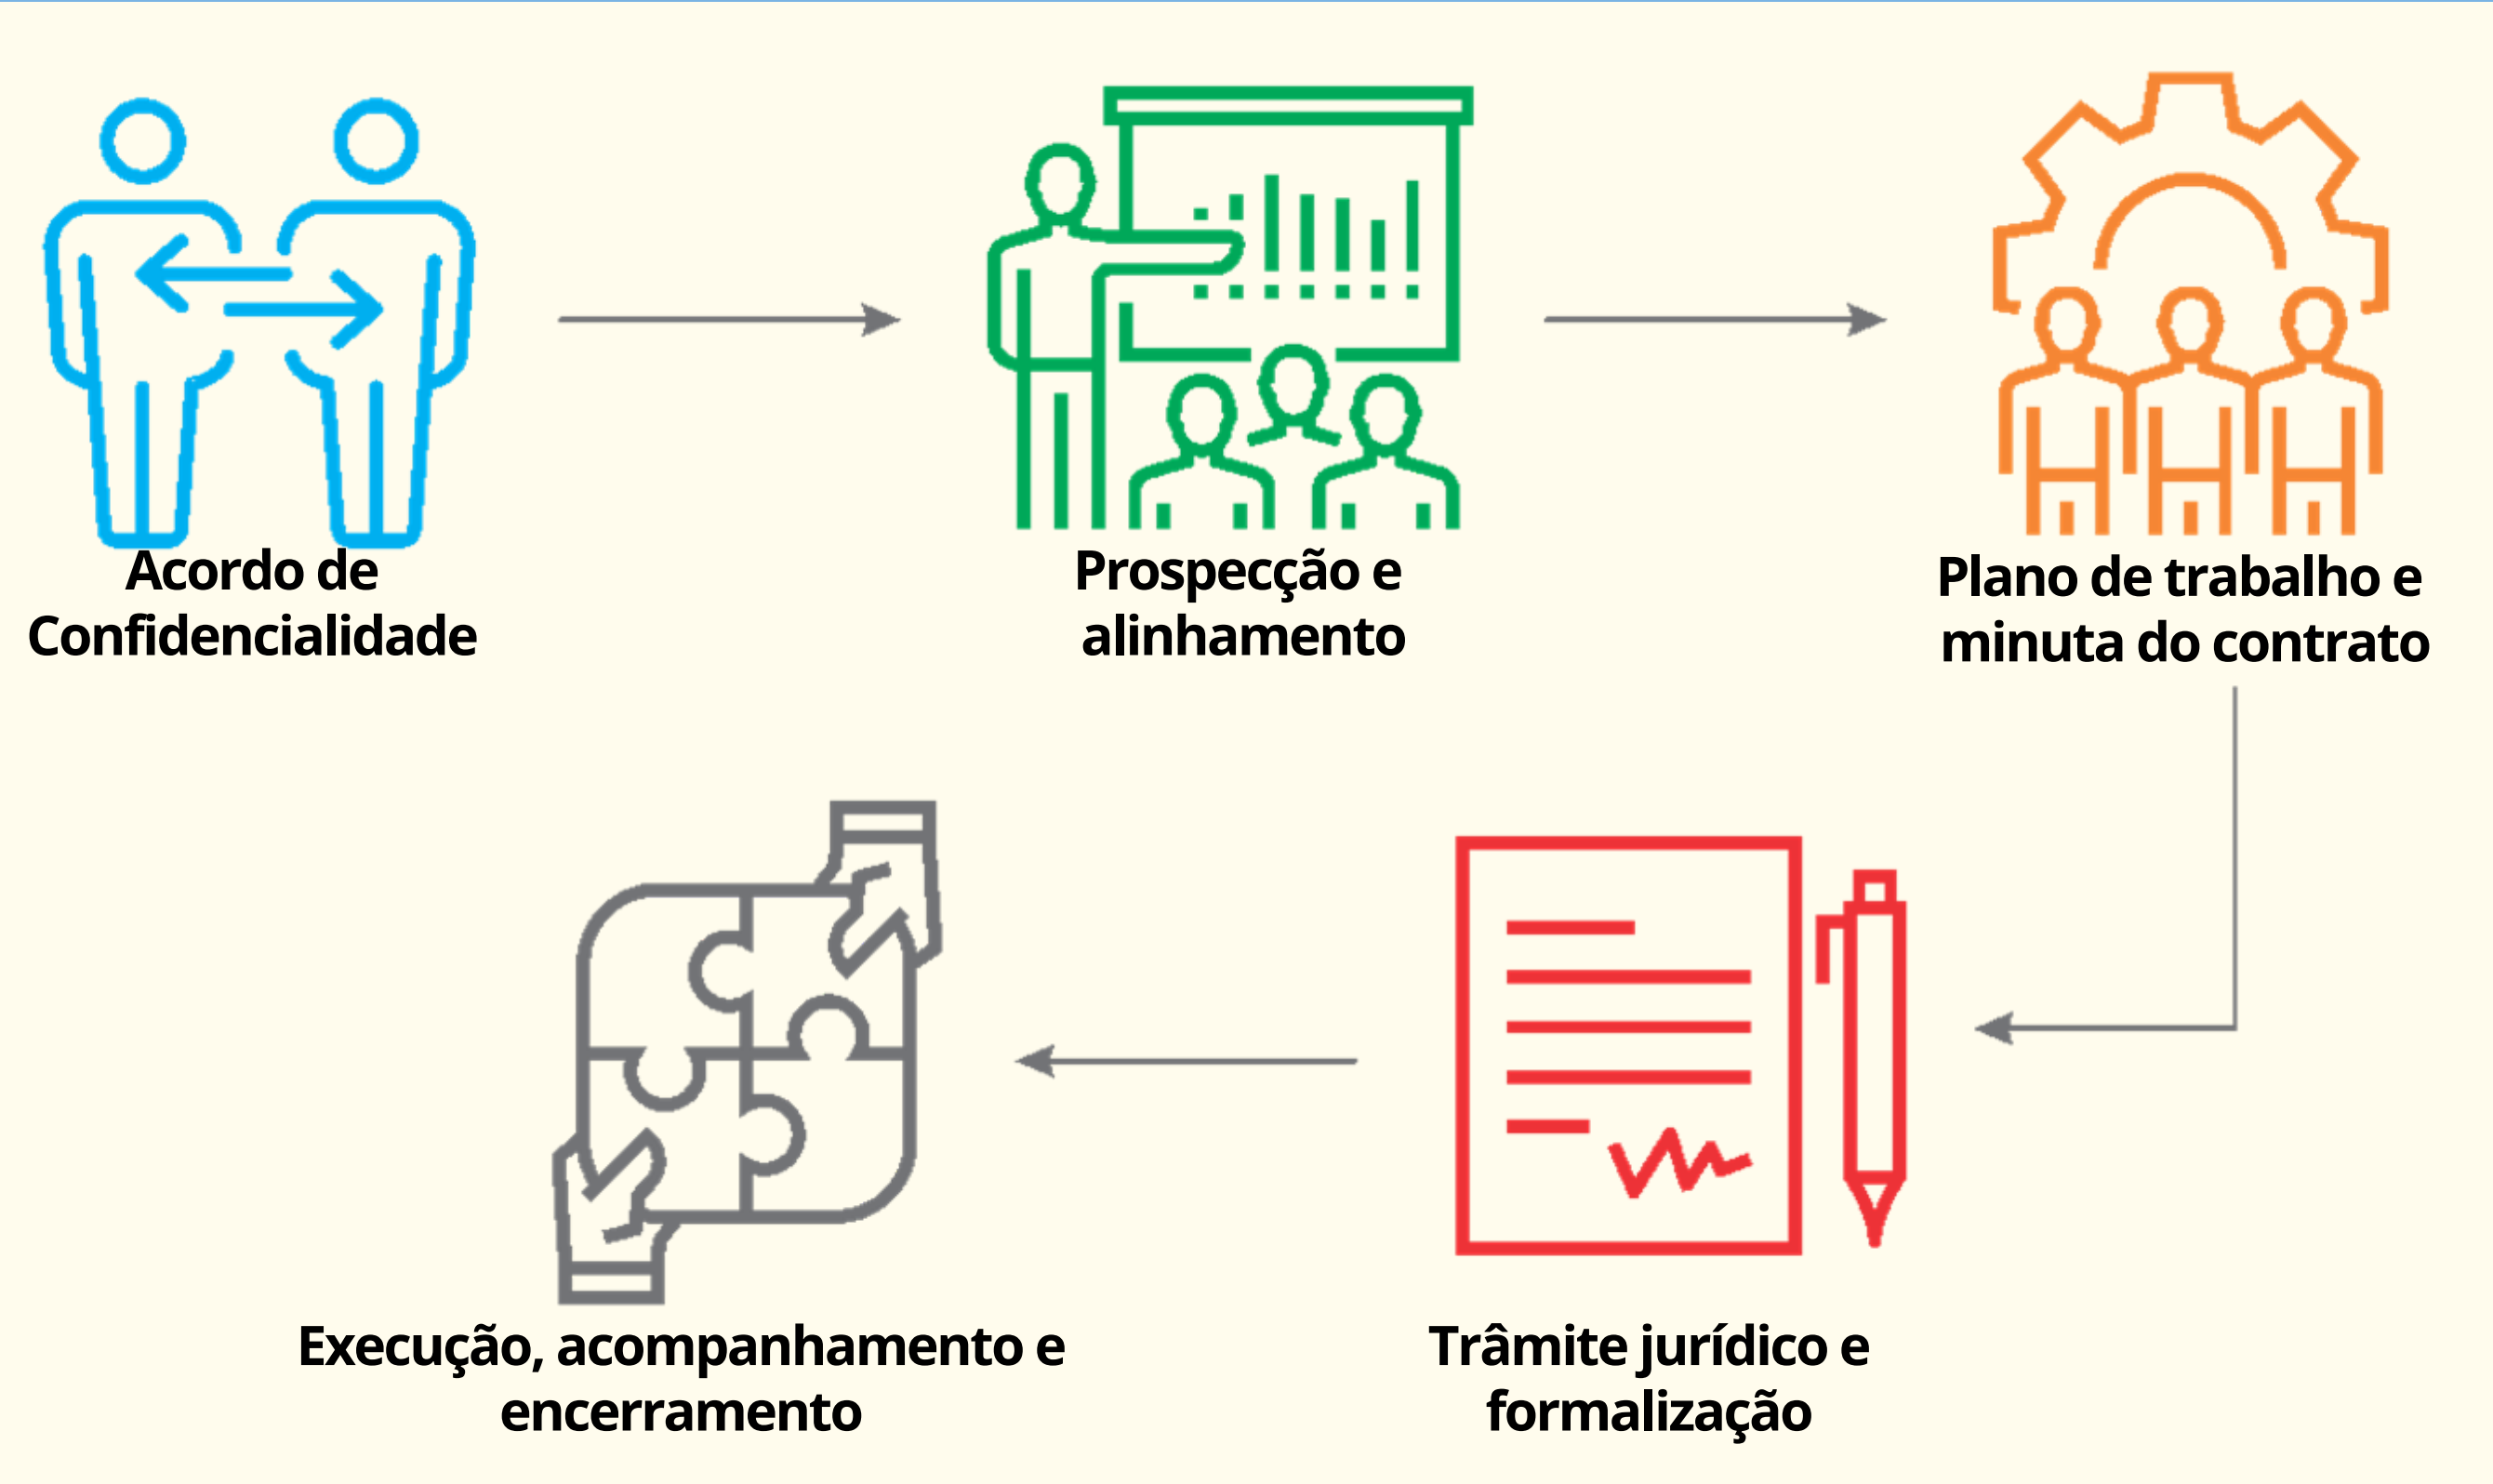 Acordo de
Confidencialidade
Prospecção e
alinhamento
Plano de trabalho e
minuta do contrato
Trâmite jurídico e
formalização
Execução, acompanhamento e
encerramento